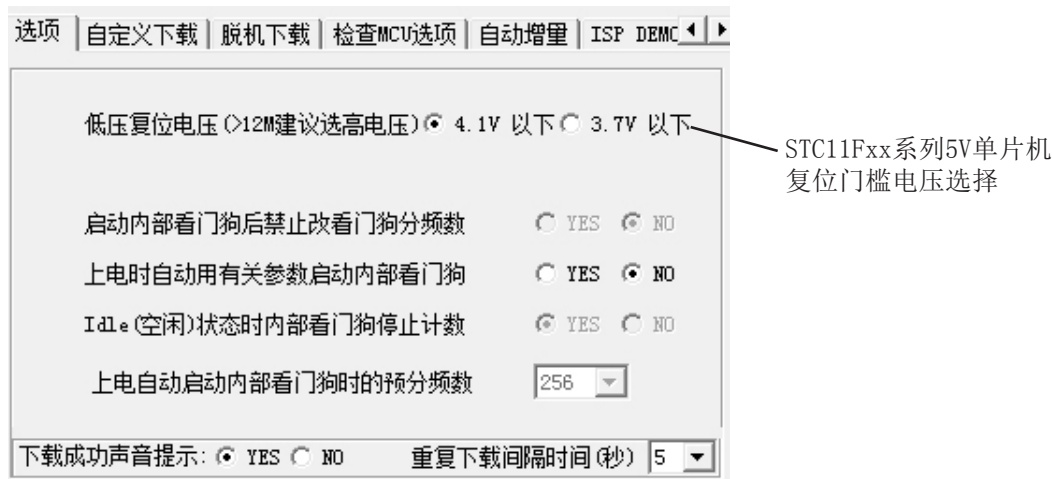 选项 自定义下载 脱机下载 检查MCU选项 自动增量 ISP DEMO
低压复位电压(>12M建议选高电压) 4.1V 以下 3.7V 以下
STC11Fxx系列5V单片机
复位门槛电压选择
启动内部看门狗后禁止改看门狗分频数 YES NO
上电时自动用有关参数启动内部看门狗 YES NO
Idle(空闲)状态时内部看门狗停止计数 YES NO
上电自动启动内部看门狗时的预分频数 256
下载成功声音提示: YES NO 重复下载间隔时间(秒) 5